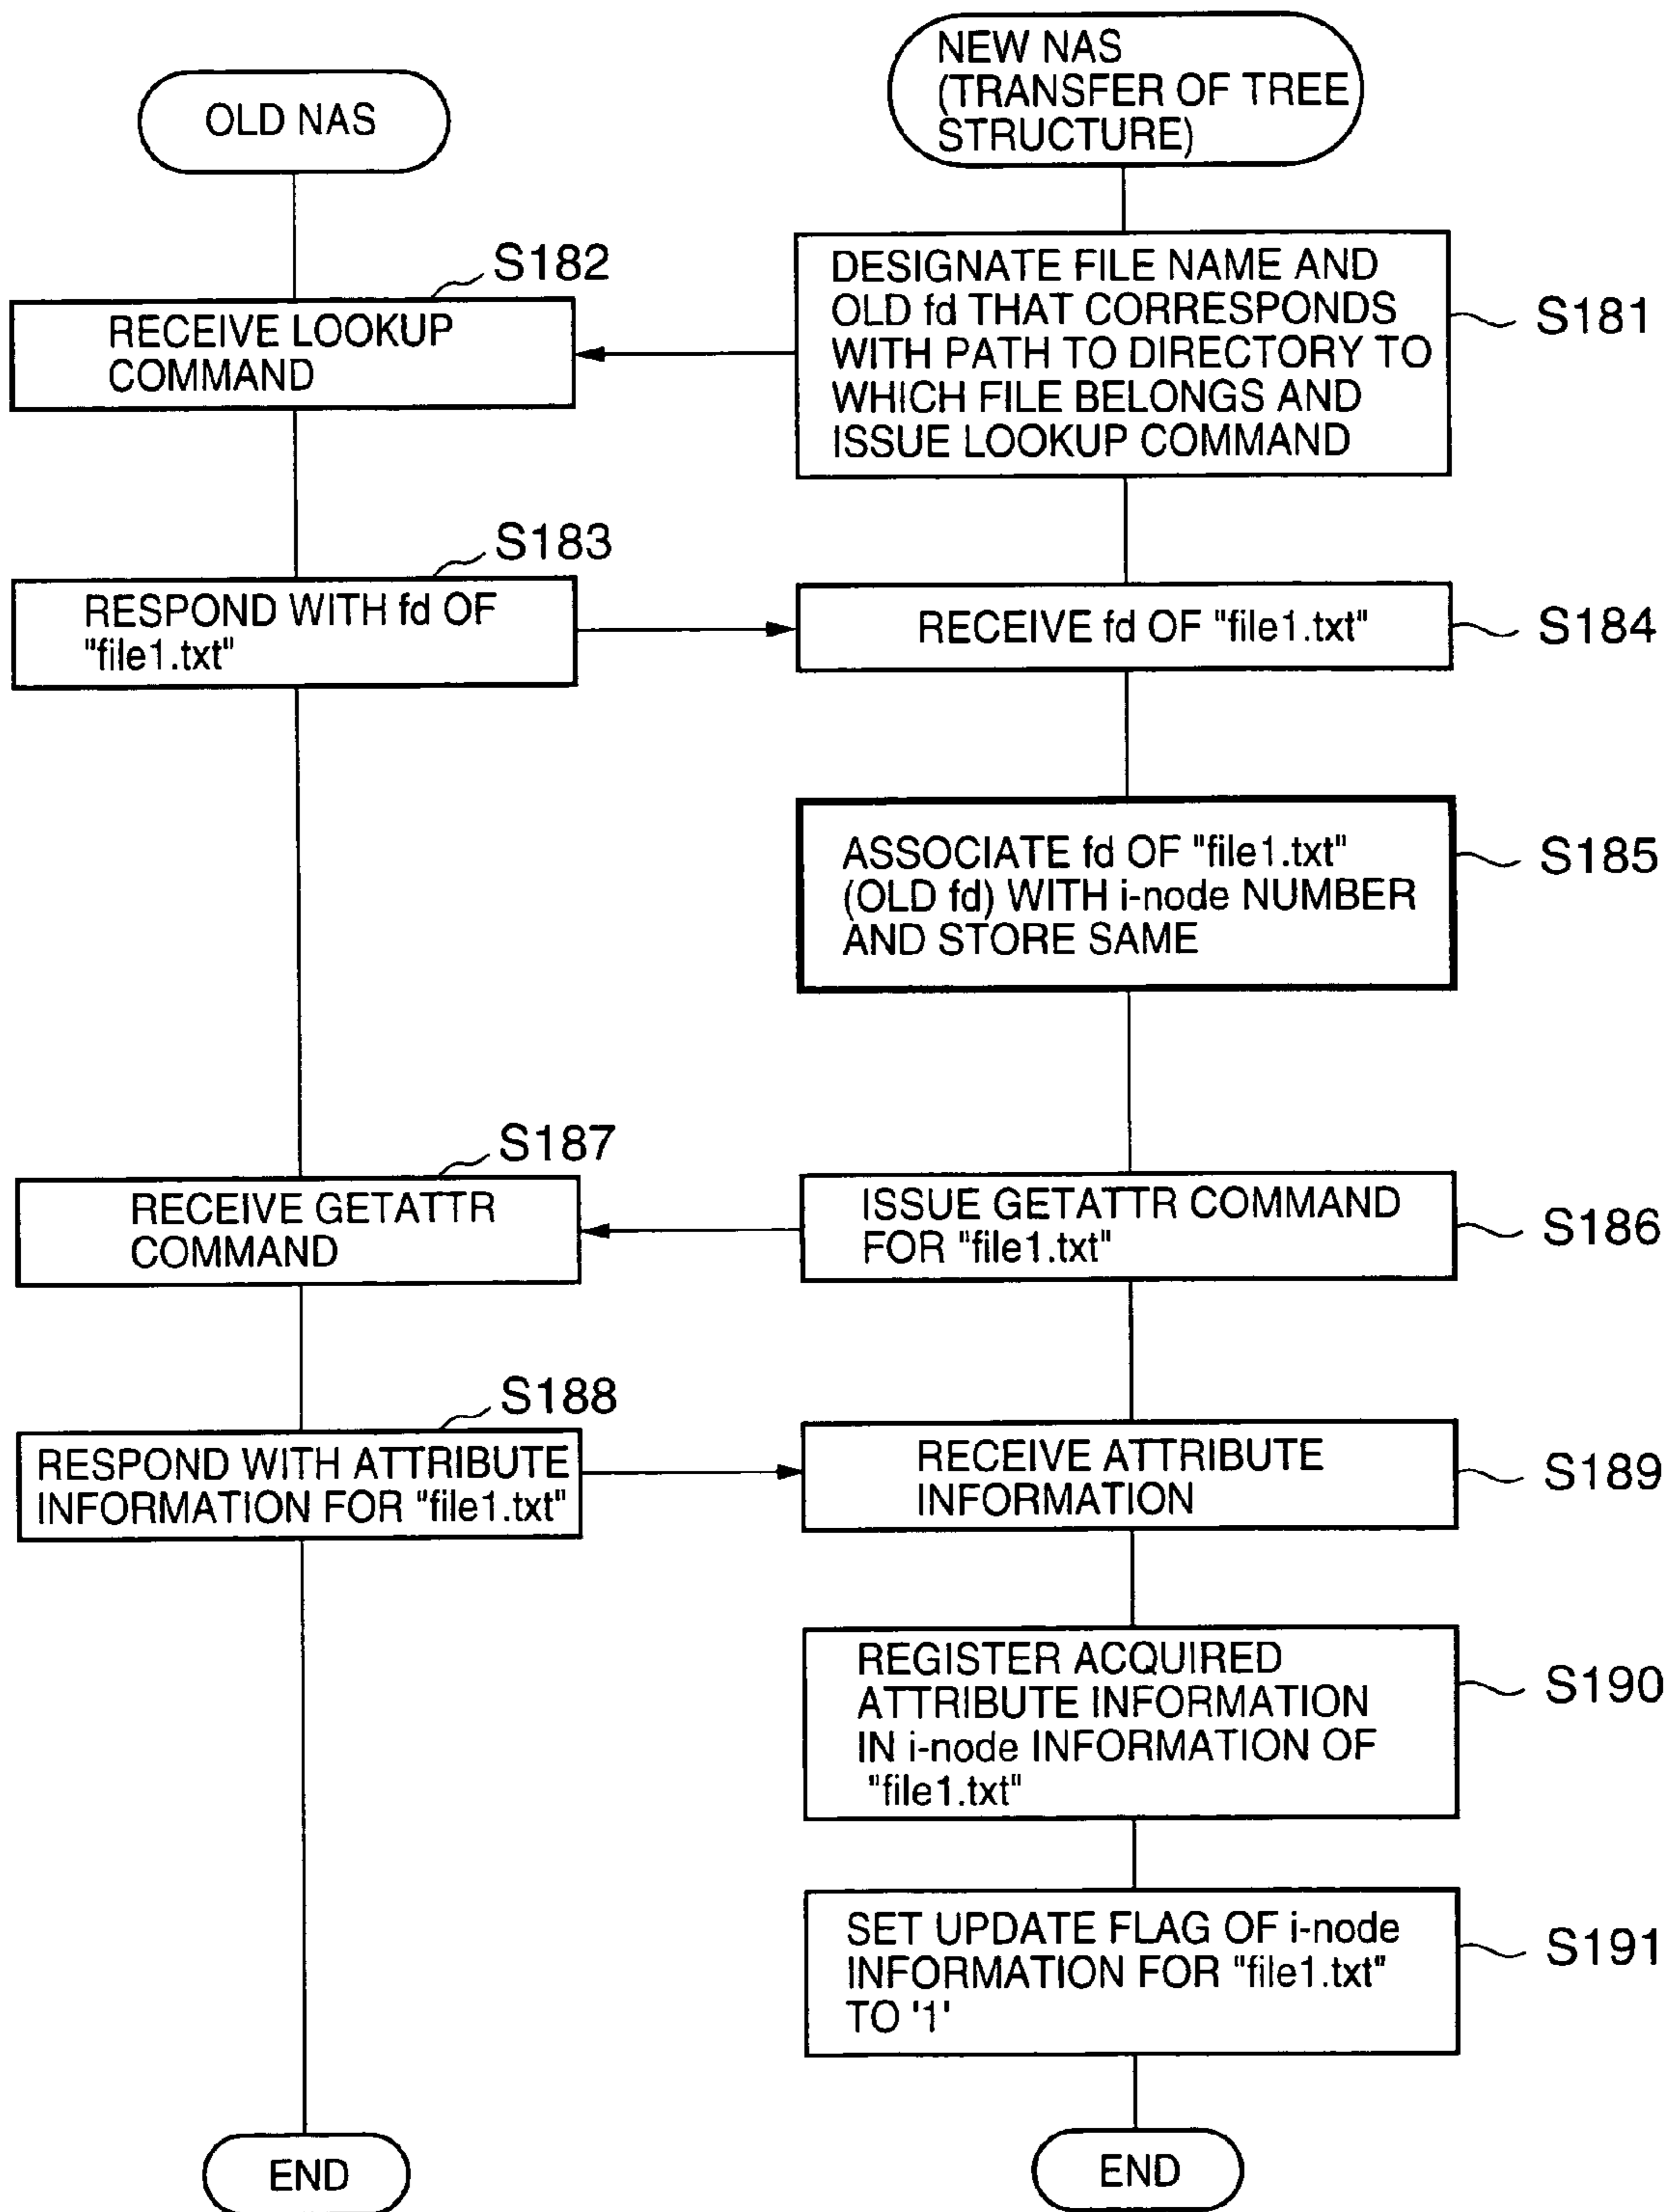 OLD NAS
NEW NAS
(TRANSFER OF TREE
STRUCTURE)
S182
RECEIVE LOOKUP
COMMAND
DESIGNATE FILE NAME AND
OLD fd THAT CORRESPONDS
WITH PATH TO DIRECTORY TO
WHICH FILE BELONGS AND
ISSUE LOOKUP COMMAND
S181
S183
RESPOND WITH fd OF
"file1.txt"
RECEIVE fd OF "file1.txt"
S184
ASSOCIATE fd OF "file1.txt"
(OLD fd) WITH i-node NUMBER
AND STORE SAME
S185
S187
RECEIVE GETATTR
COMMAND
ISSUE GETATTR COMMAND
FOR "file1.txt"
S186
S188
RESPOND WITH ATTRIBUTE
INFORMATION FOR "file1.txt"
RECEIVE ATTRIBUTE
INFORMATION
S189
REGISTER ACQUIRED
ATTRIBUTE INFORMATION
IN i-node INFORMATION OF
"file1.txt"
S190
SET UPDATE FLAG OF i-node
INFORMATION FOR "file1.txt"
TO '1'
S191
END
END